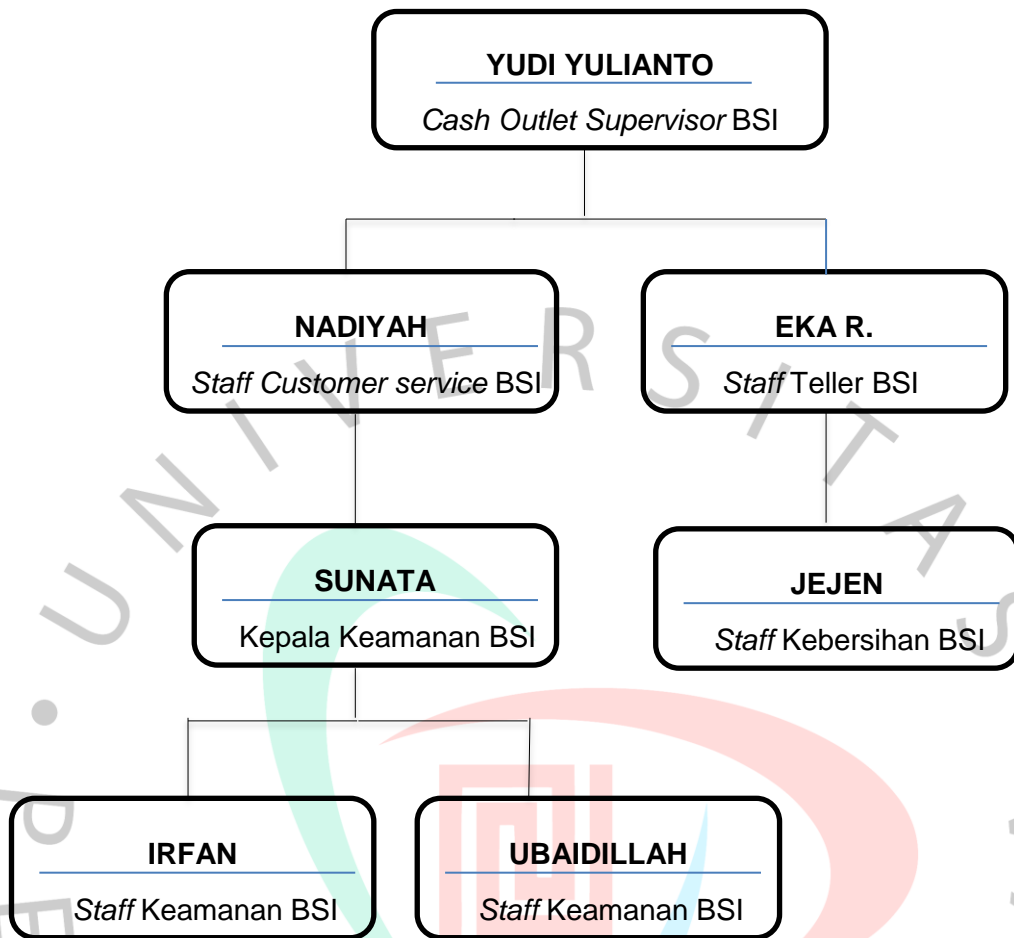 YUDI YULIANTO
Cash Outlet Supervisor BSI
NADIYAH
Staff Customer service BSI
EKA R.
Staff Teller BSI
SUNATA
Kepala Keamanan BSI
JEJEN
Staff Kebersihan BSI
IRFAN
Staff Keamanan BSI
UBAIDILLAH
Staff Keamanan BSI
UNIVERSITAS